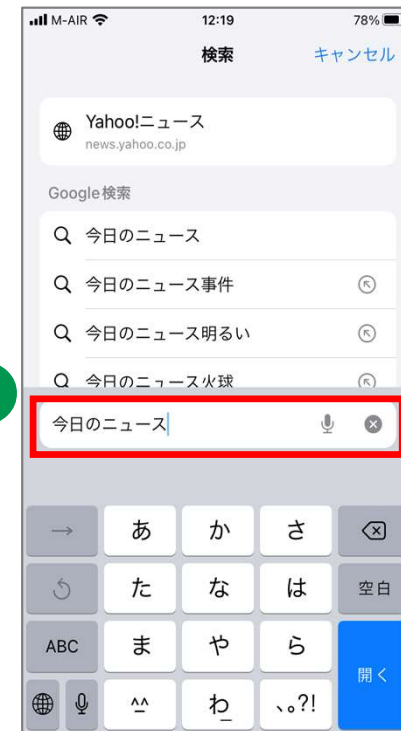 M-AIR 12:19 78%
検索 キャンセル
Yahoo!ニュース
news.yahoo.co.jp
Google検索
今日のニュース
今日のニュース事件
今日のニュース明るい
今日のニュース火球
今日のニュース
→ あ か さ
た な は 空白
ABC ま や ら
^^ わ_ 、。?! 開く